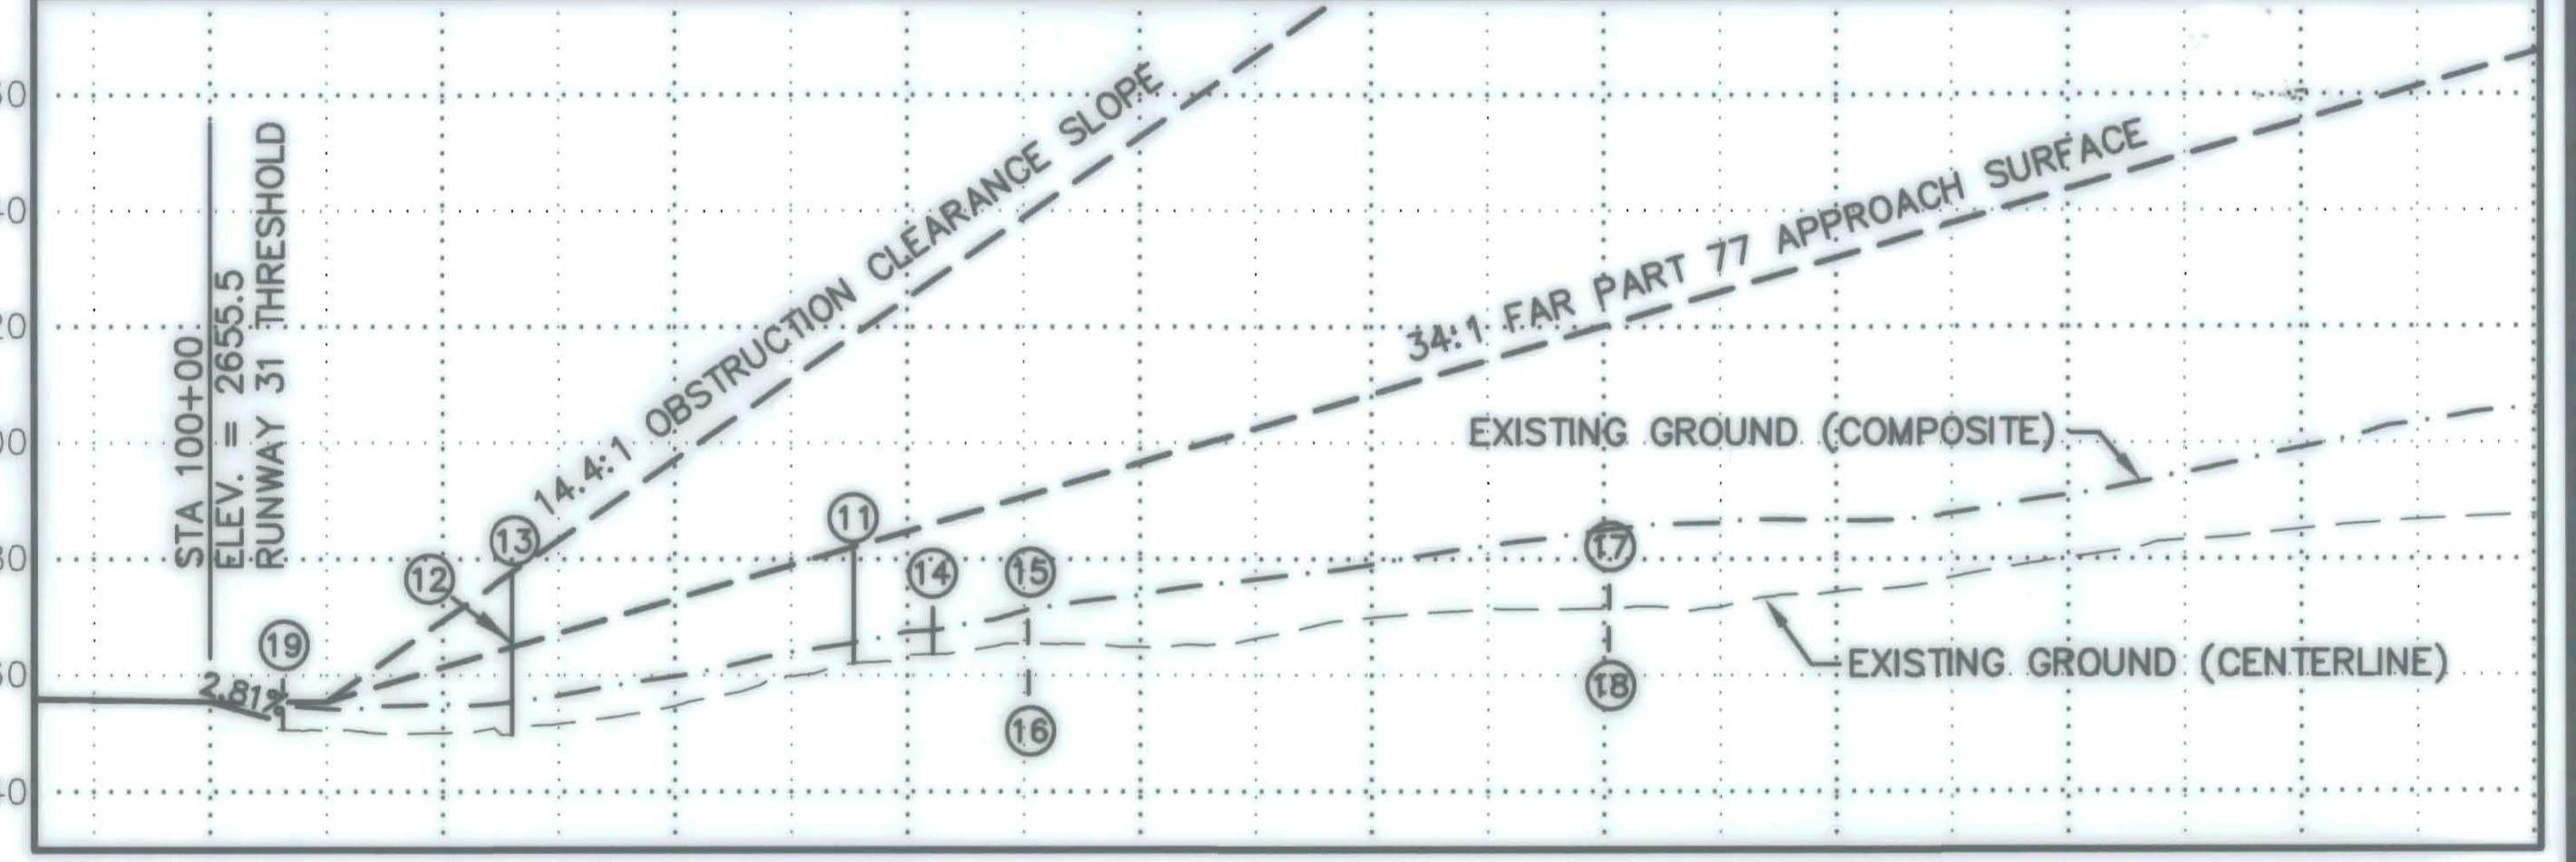 STA 100+00
ELEV. = 2655.5
RUNWAY 31 THRESHOLD
14.4:1 OBSTRUCTION CLEARANCE SLOPE
34:1 FAR PART 77 APPROACH SURFACE
EXISTING GROUND (COMPOSITE)
EXISTING GROUND (CENTERLINE)
2.81%
19
12
13
11
14
15
16
17
18